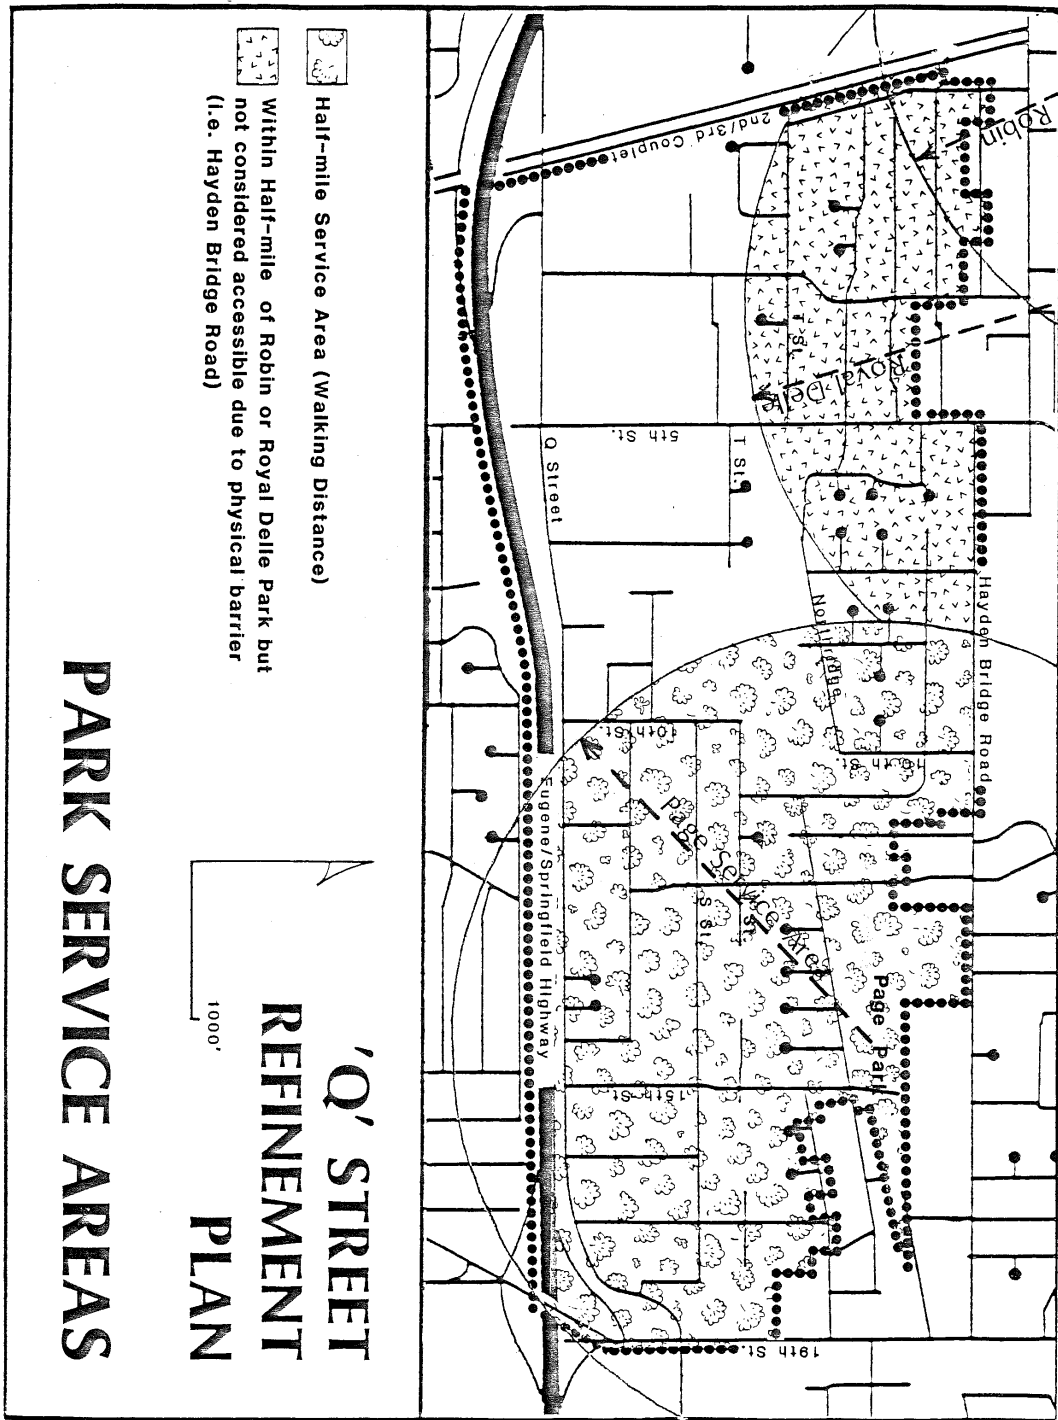 Robin
2nd/3rd Couplet
T St.
Royal Delle
5th St.
T St.
Q Street
Hayden Bridge Road
Northridge
10th St.
Page Service Area
S St.
Page Park
Eugene/Springfield Highway
15th St.
19th St.
Half-mile Service Area (Walking Distance)
Within Half-mile of Robin or Royal Delle Park but
not considered accessible due to physical barrier
(i.e. Hayden Bridge Road)
1000'
'Q' STREET
REFINEMENT
PLAN
PARK SERVICE AREAS